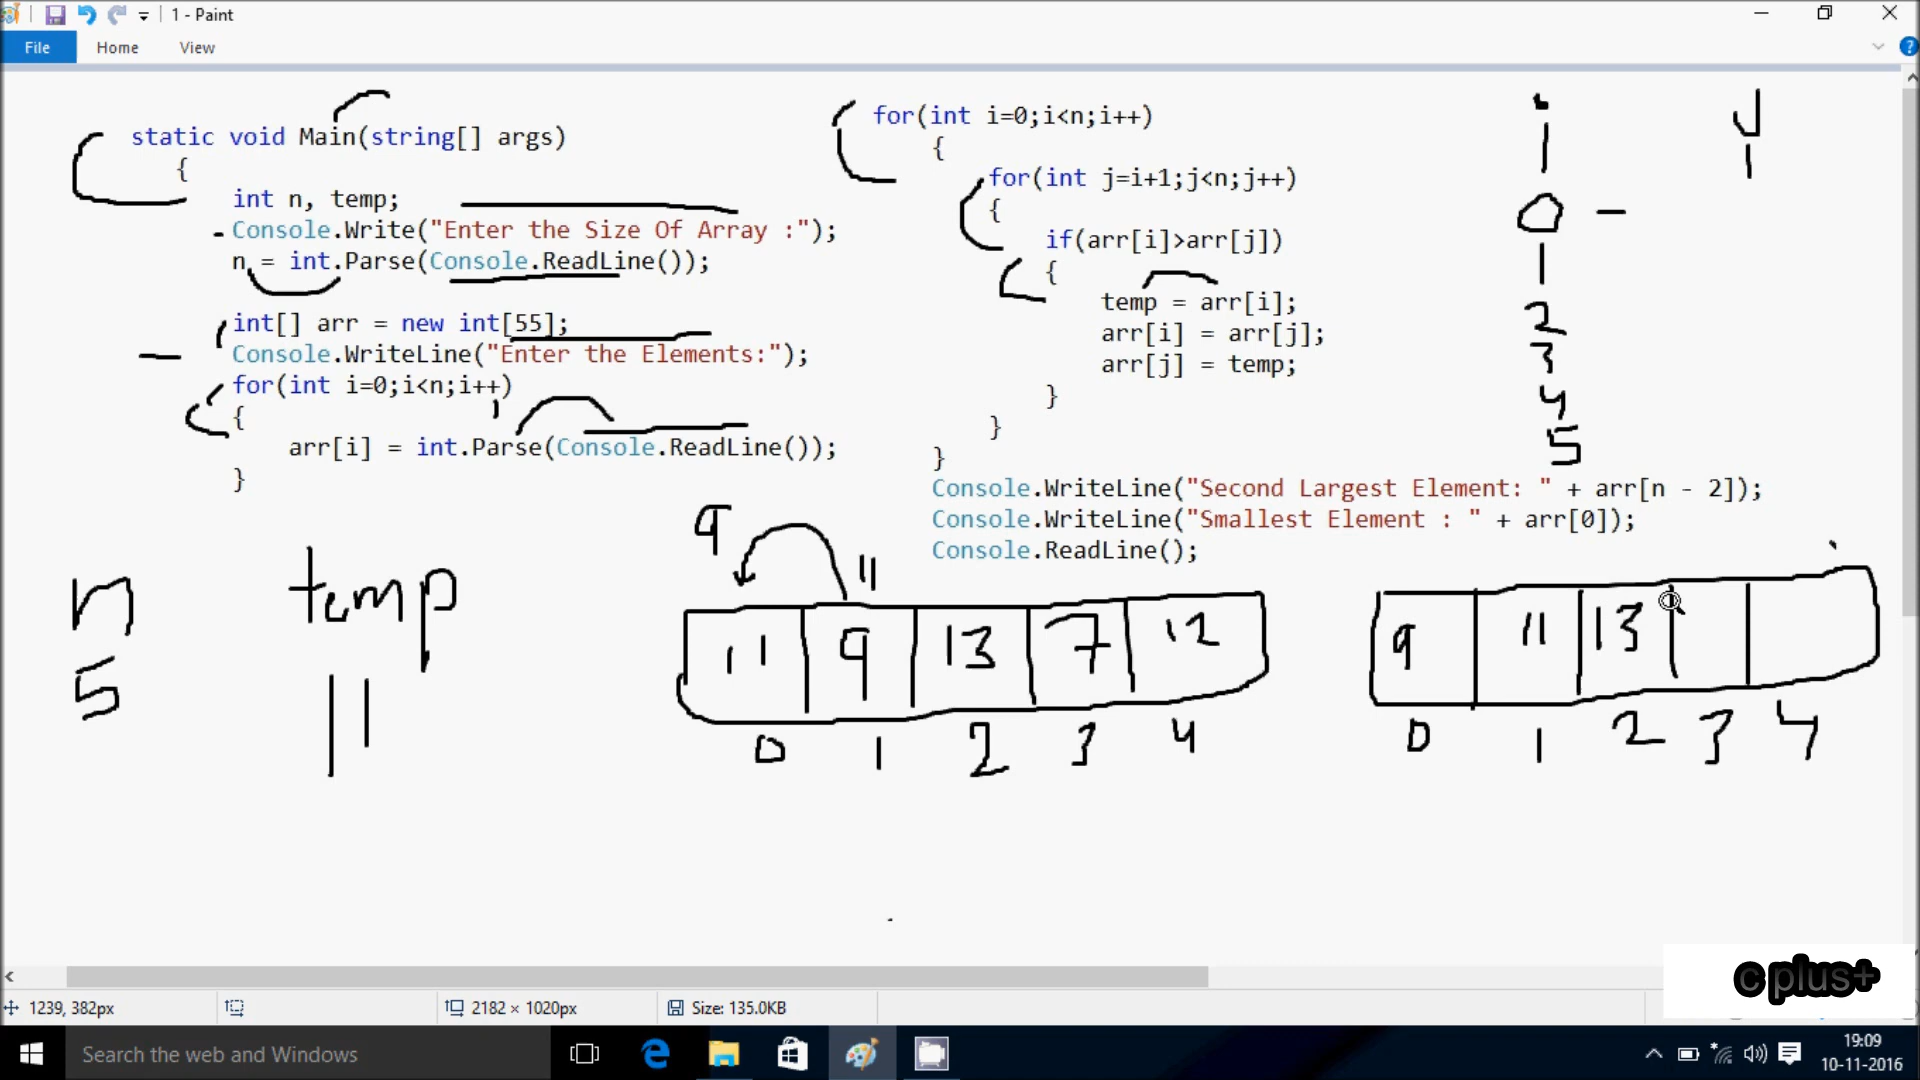 1 - Paint
File Home View
static void Main(string[] args)
{
int n, temp;
Console.Write("Enter the Size Of Array :");
n = int.Parse(Console.ReadLine());
int[] arr = new int[55];
Console.WriteLine("Enter the Elements:");
for(int i=0;i<n;i++)
{
arr[i] = int.Parse(Console.ReadLine());
}
for(int i=0;i<n;i++)
{
for(int j=i+1;j<n;j++)
{
if(arr[i]>arr[j])
{
temp = arr[i];
arr[i] = arr[j];
arr[j] = temp;
}
}
}
Console.WriteLine("Second Largest Element: " + arr[n - 2]);
Console.WriteLine("Smallest Element : " + arr[0]);
Console.ReadLine();
i j
1
0 -
1
2
3
4
5
n temp
5 11
9 11
11 9 13 7 12
0 1 2 3 4
9 11 13
0 1 2 3 4
c plus+
1239, 382px 2182 × 1020px Size: 135.0KB
Search the web and Windows
19:09
10-11-2016